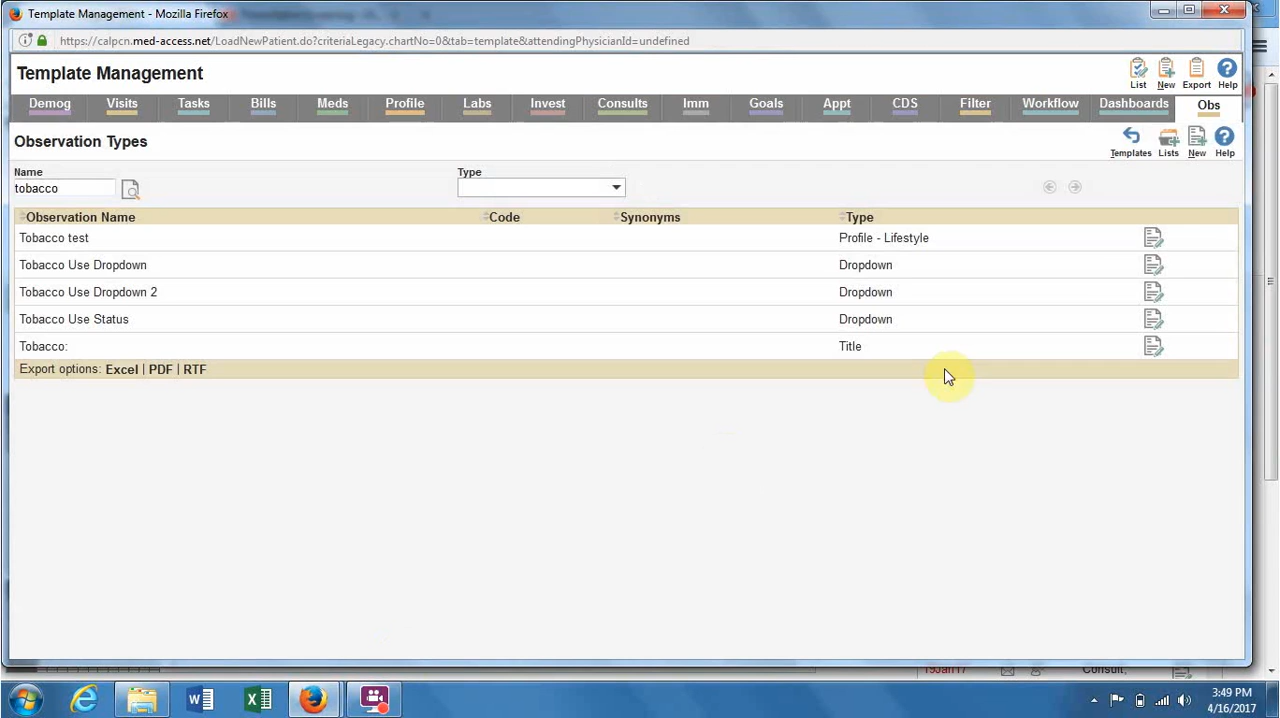 Template Management - Mozilla Firefox
https://calpcn.med-access.net/LoadNewPatient.do?criteriaLegacy.chartNo=0&tab=template&attendingPhysicianId=undefined
Template Management
List New Export Help
Demog Visits Tasks Bills Meds Profile Labs Invest Consults Imm Goals Appt CDS Filter Workflow Dashboards Obs
Observation Types
Templates Lists New Help
Name Type
tobacco
Observation Name Code Synonyms Type
Tobacco test Profile - Lifestyle
Tobacco Use Dropdown Dropdown
Tobacco Use Dropdown 2 Dropdown
Tobacco Use Status Dropdown
Tobacco: Title
Export options: Excel | PDF | RTF
19Jan17 Consult,
3:49 PM
4/16/2017